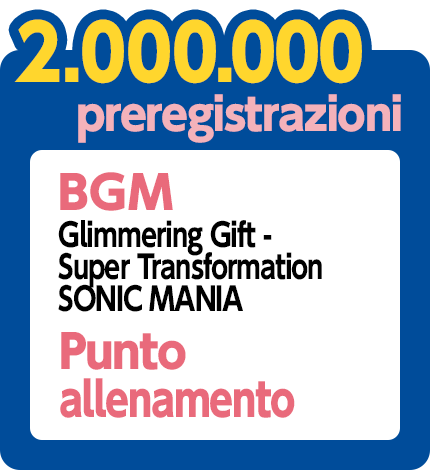 2.000.000
preregistrazioni
BGM
Glimmering Gift -
Super Transformation
SONIC MANIA
Punto
allenamento